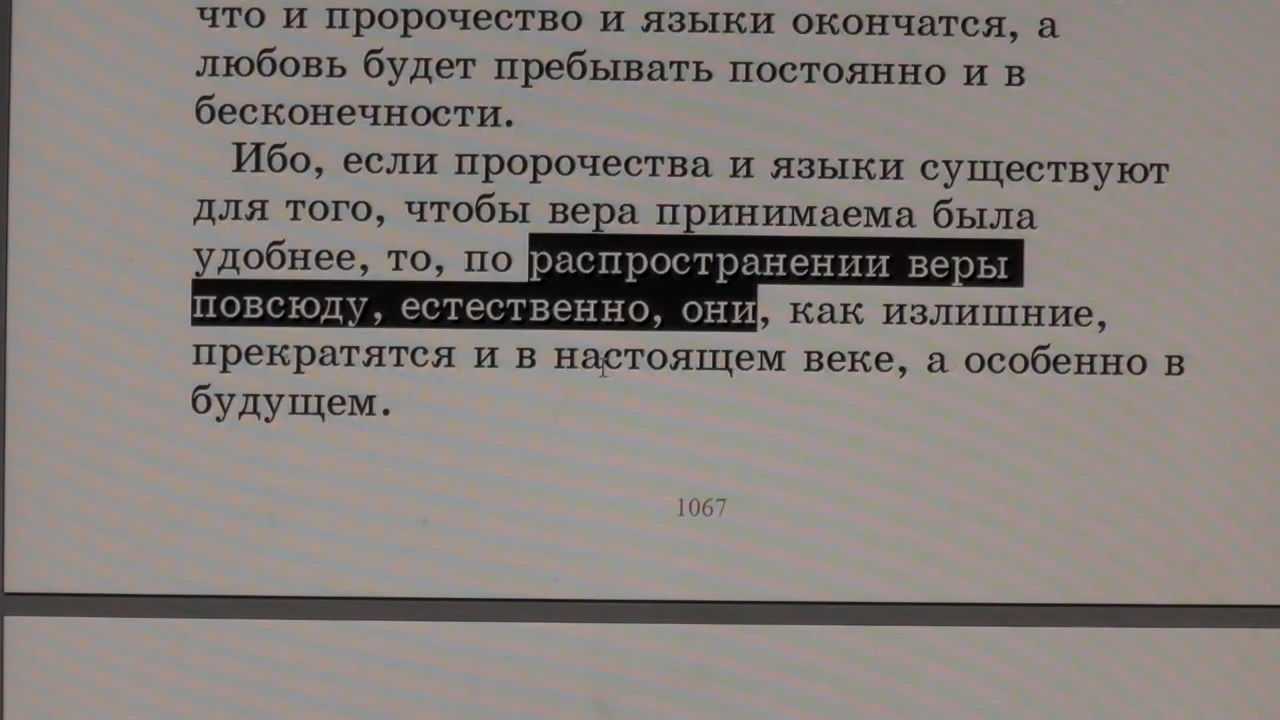 что и пророчество и языки окончатся, а
любовь будет пребывать постоянно и в
бесконечности.
Ибо, если пророчества и языки существуют
для того, чтобы вера принимаема была
удобнее, то, по распространении веры
повсюду, естественно, они, как излишние,
прекратятся и в настоящем веке, а особенно в
будущем.
1067